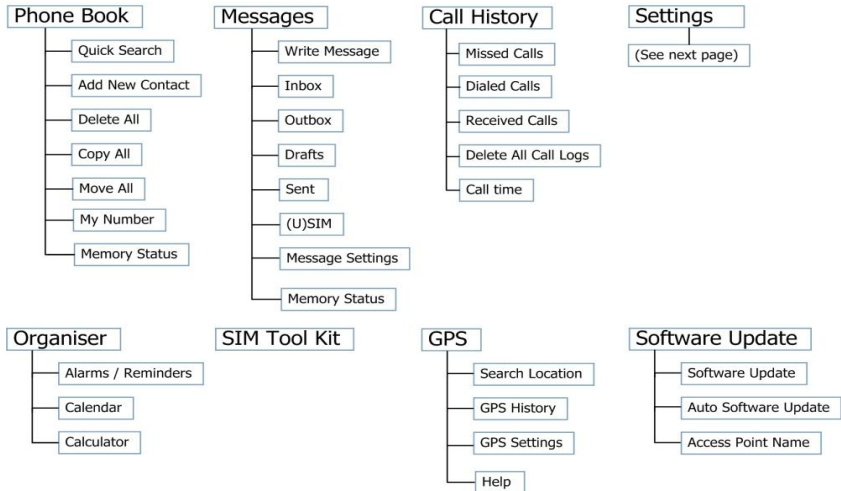 Phone Book
Quick Search
Add New Contact
Delete All
Copy All
Move All
My Number
Memory Status
Messages
Write Message
Inbox
Outbox
Drafts
Sent
(U)SIM
Message Settings
Memory Status
Call History
Missed Calls
Dialed Calls
Received Calls
Delete All Call Logs
Call time
Settings
(See next page)
Organiser
Alarms / Reminders
Calendar
Calculator
SIM Tool Kit
GPS
Search Location
GPS History
GPS Settings
Help
Software Update
Software Update
Auto Software Update
Access Point Name